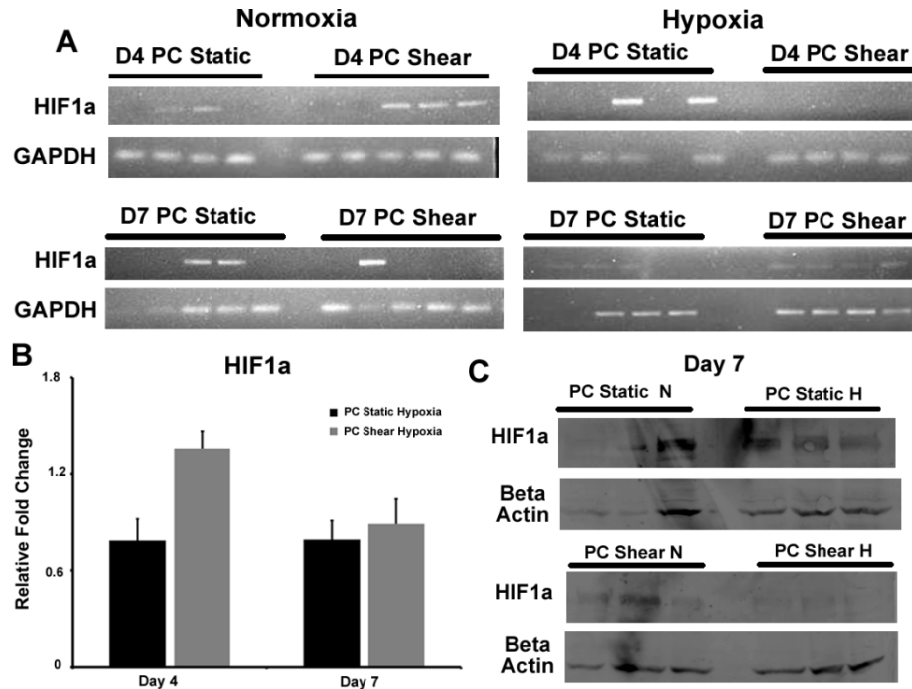 A
Normoxia
Hypoxia
D4 PC Static
D4 PC Shear
D4 PC Static
D4 PC Shear
HIF1a
GAPDH
D7 PC Static
D7 PC Shear
D7 PC Static
D7 PC Shear
HIF1a
GAPDH
B
HIF1a
1.8
1.2
0.6
0
Relative Fold Change
PC Static Hypoxia
PC Shear Hypoxia
Day 4
Day 7
C
Day 7
PC Static N
PC Static H
HIF1a
Beta
Actin
PC Shear N
PC Shear H
HIF1a
Beta
Actin